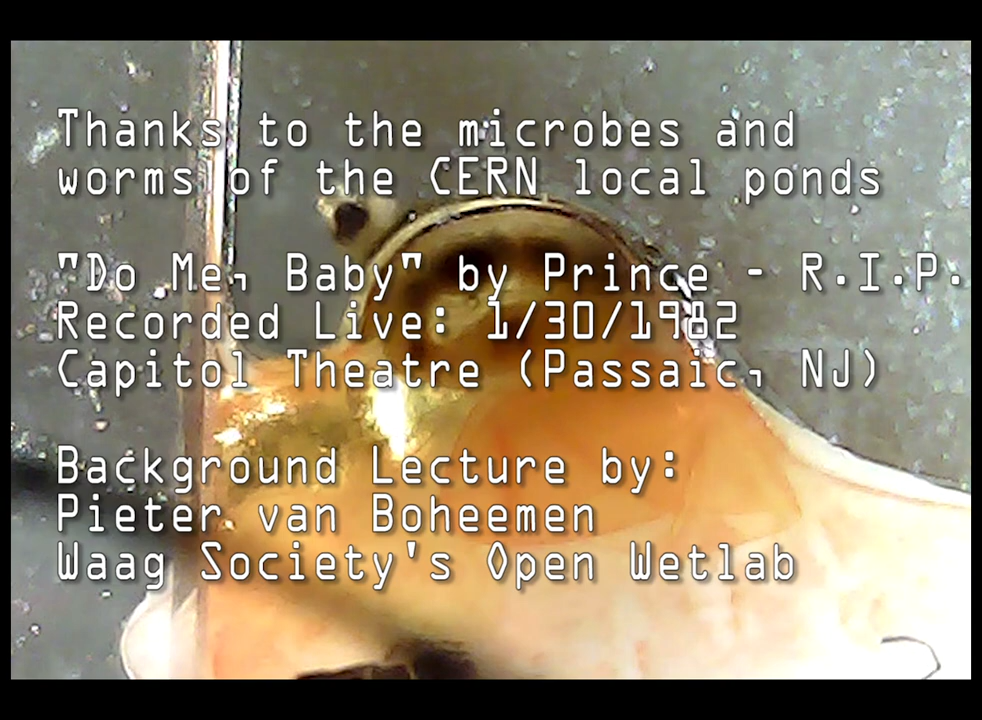 Thanks to the microbes and
worms of the CERN local ponds
"Do Me, Baby" by Prince - R.I.P.
Recorded Live: 1/30/1982
Capitol Theatre (Passaic, NJ)
Background Lecture by:
Pieter van Boheemen
Waag Society's Open Wetlab